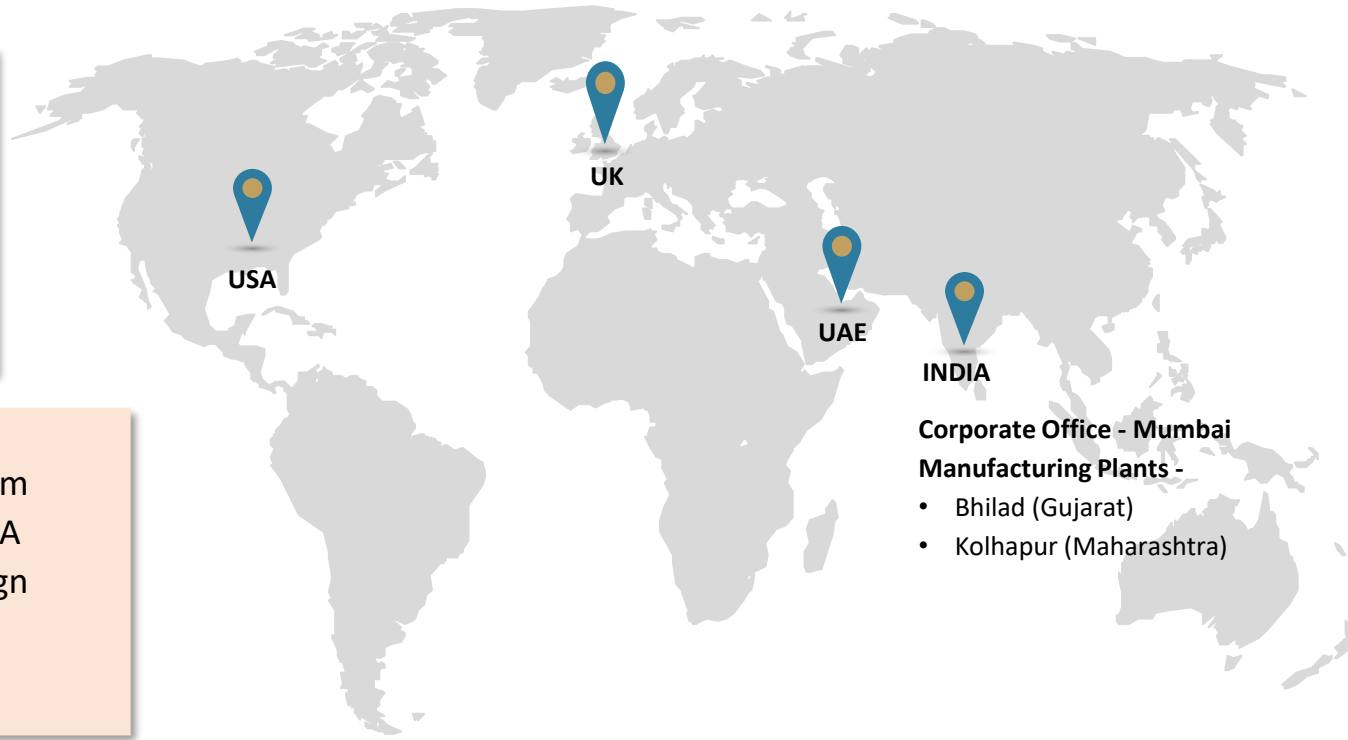 UK
USA
UAE
INDIA
Corporate Office - Mumbai
Manufacturing Plants -
• Bhilad (Gujarat)
• Kolhapur (Maharashtra)